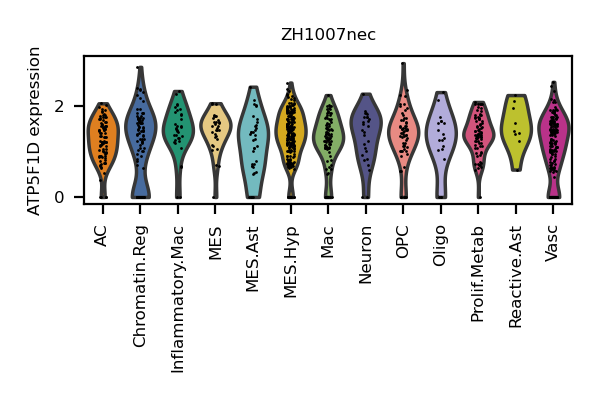 ZH1007nec
ATP5F1D expression
2
0
AC
Chromatin.Reg
Inflammatory.Mac
MES
MES.Ast
MES.Hyp
Mac
Neuron
OPC
Oligo
Prolif.Metab
Reactive.Ast
Vasc